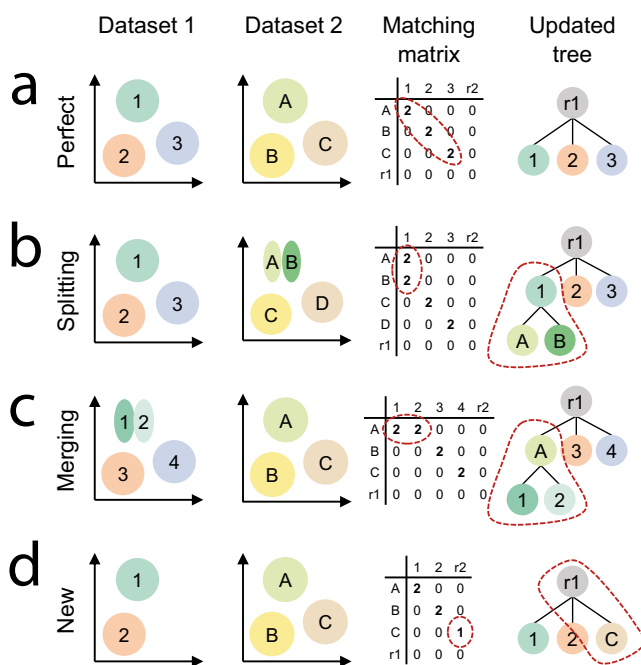 Dataset 1 Dataset 2 Matching matrix Updated tree
a
Perfect
1
2
3
A
B
C
1 2 3 r2
A 2 0 0 0
B 0 2 0 0
C 0 0 2 0
r1 0 0 0 0
r1
1 2 3
b
Splitting
1
2
3
A B
C
D
1 2 3 r2
A 2 0 0 0
B 2 0 0 0
C 0 2 0 0
D 0 0 2 0
r1 0 0 0 0
r1
1 2 3
A B
c
Merging
1 2
3
4
A
B
C
1 2 3 4 r2
A 2 2 0 0 0
B 0 0 2 0 0
C 0 0 0 2 0
r1 0 0 0 0 0
r1
A 3 4
1 2
d
New
1
2
A
B
C
1 2 r2
A 2 0 0
B 0 2 0
C 0 0 1
r1 0 0 0
r1
1 2 C